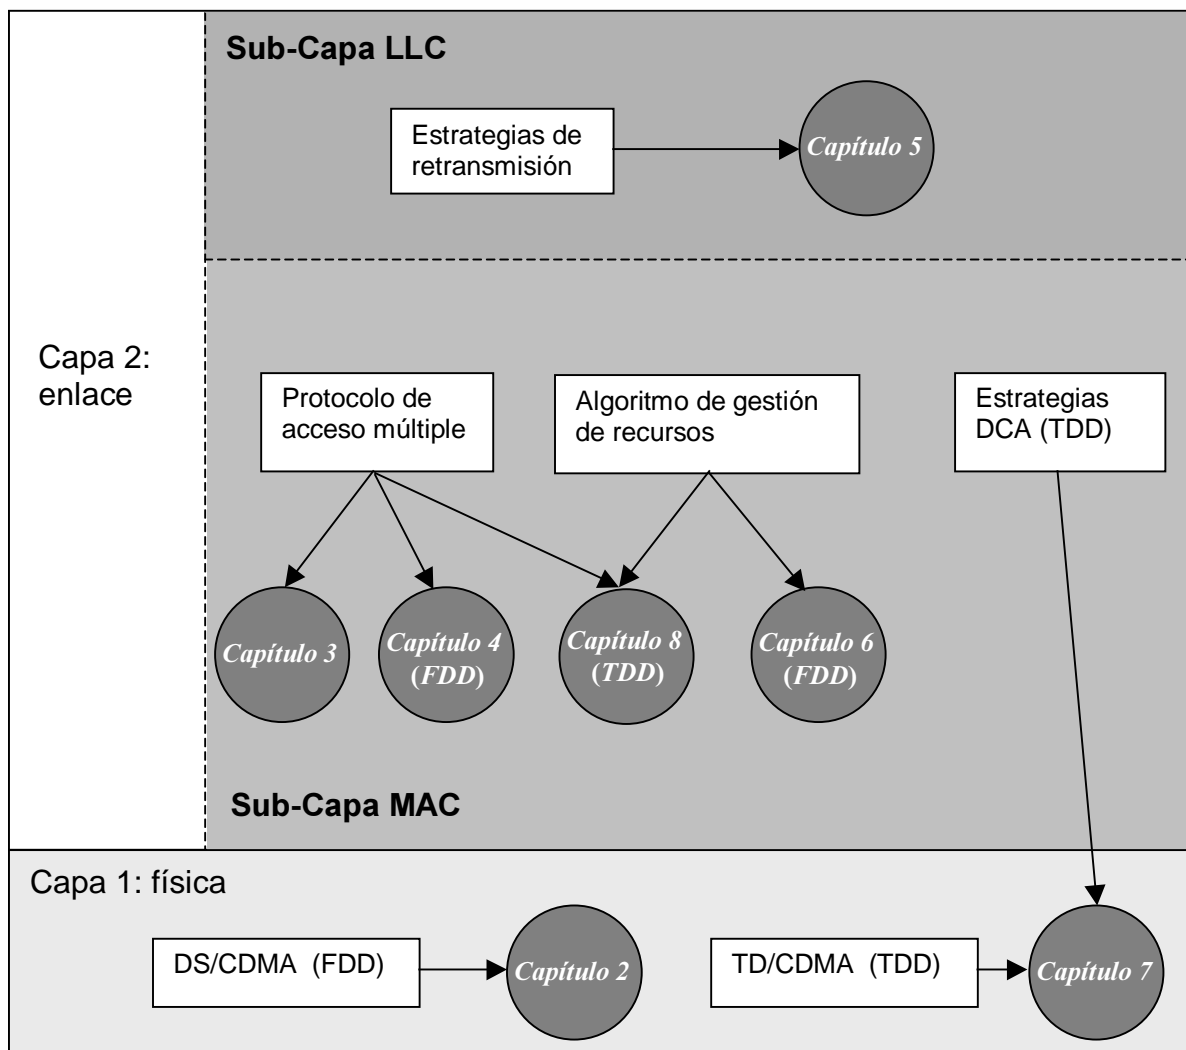 Sub-Capa LLC
Estrategias de
retransmisión
Capítulo 5
Capa 2:
enlace
Protocolo de
acceso múltiple
Algoritmo de gestión
de recursos
Estrategias
DCA (TDD)
Capítulo 3
Capítulo 4
(FDD)
Capítulo 8
(TDD)
Capítulo 6
(FDD)
Sub-Capa MAC
Capa 1: física
DS/CDMA (FDD)
Capítulo 2
TD/CDMA (TDD)
Capítulo 7